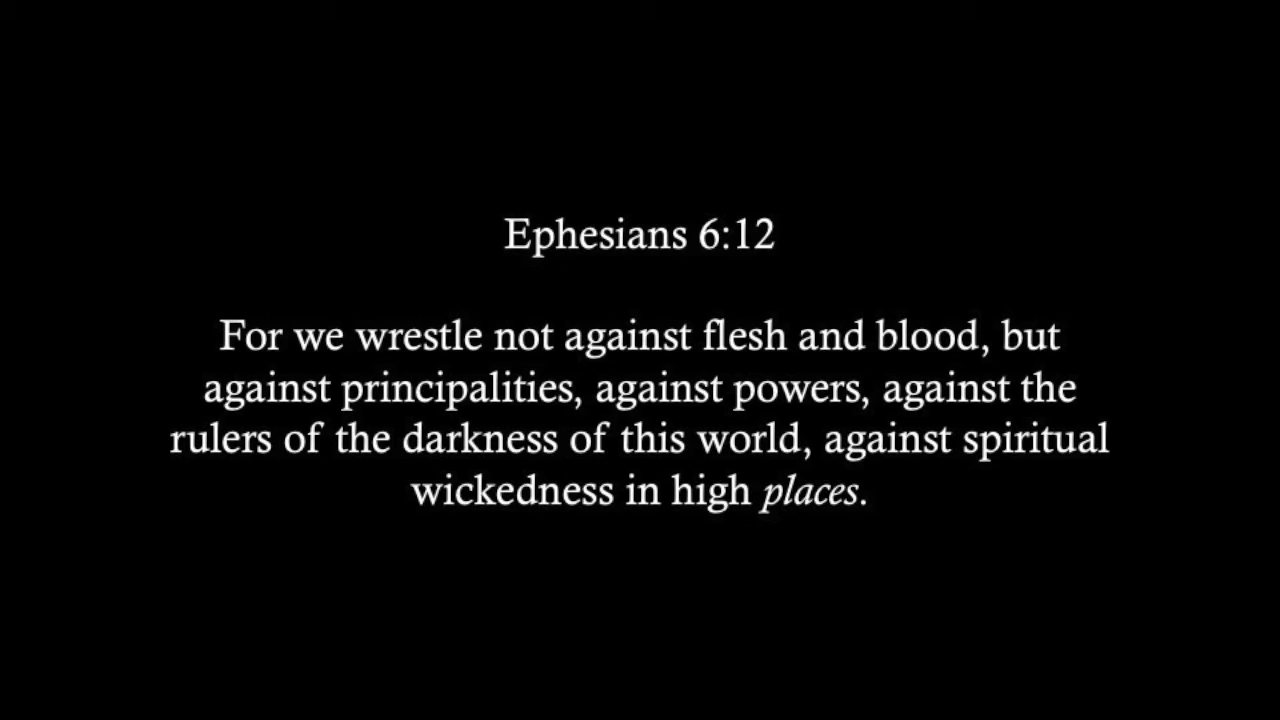 Ephesians 6:12
For we wrestle not against flesh and blood, but
against principalities, against powers, against the
rulers of the darkness of this world, against spiritual
wickedness in high places.